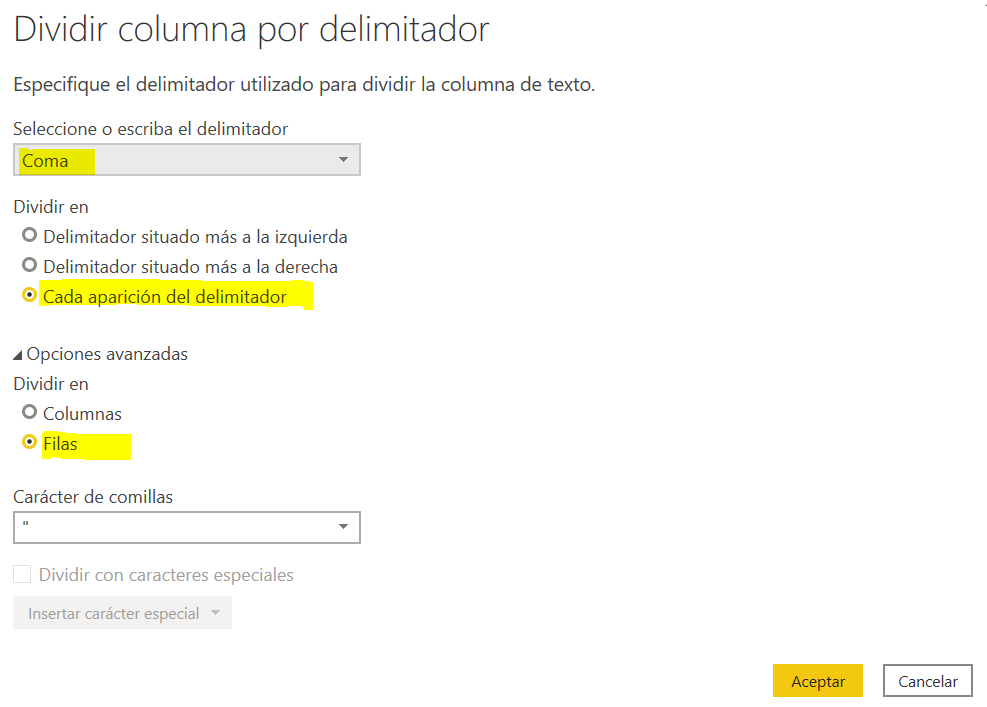 Dividir columna por delimitador
Especifique el delimitador utilizado para dividir la columna de texto.
Seleccione o escriba el delimitador
Coma
Dividir en
Delimitador situado más a la izquierda
Delimitador situado más a la derecha
Cada aparición del delimitador
Opciones avanzadas
Dividir en
Columnas
Filas
Carácter de comillas
"
Dividir con caracteres especiales
Insertar carácter especial
Aceptar Cancelar